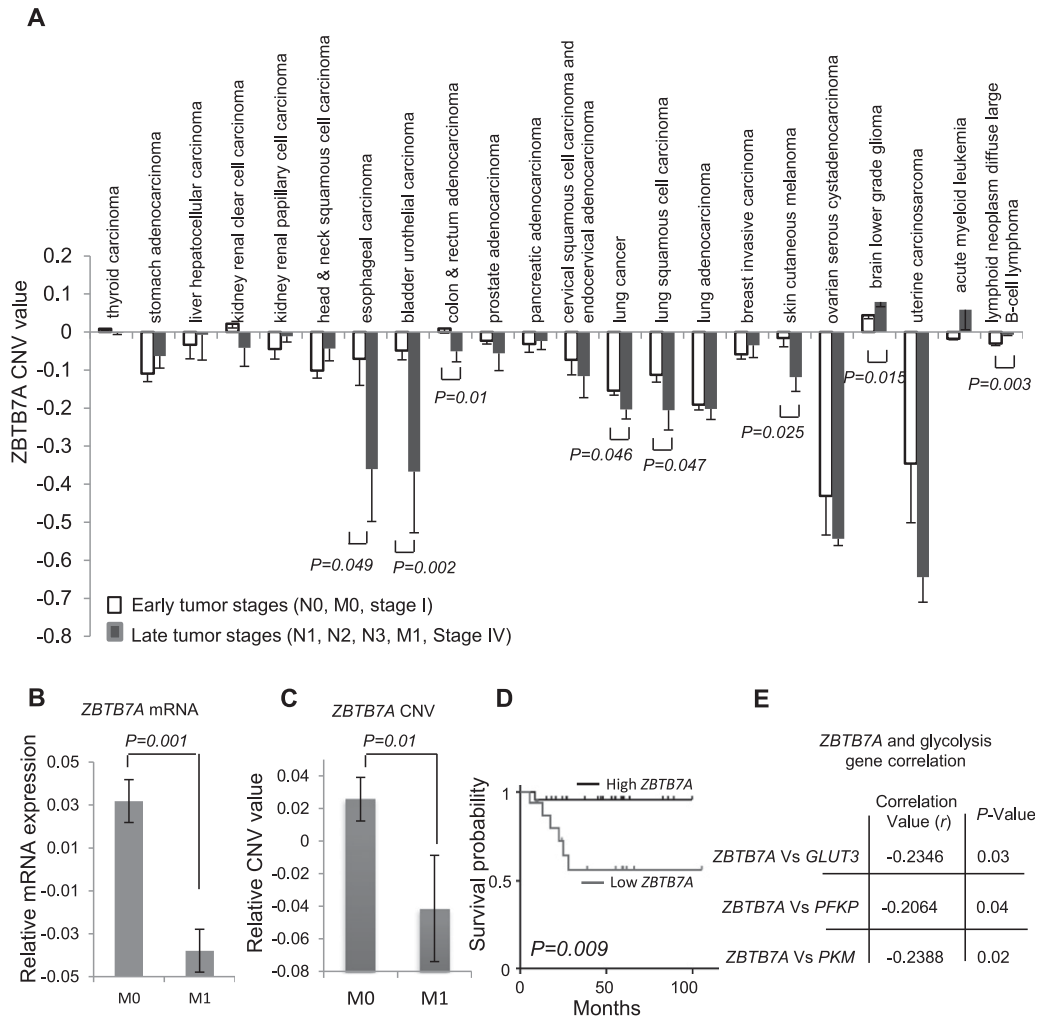 A
thyroid carcinoma
stomach adenocarcinoma
liver hepatocellular carcinoma
kidney renal clear cell carcinoma
kidney renal papillary cell carcinoma
head & neck squamous cell carcinoma
esophageal carcinoma
bladder urothelial carcinoma
colon & rectum adenocarcinoma
prostate adenocarcinoma
pancreatic adenocarcinoma
cervical squamous cell carcinoma and
endocervical adenocarcinoma
lung cancer
lung squamous cell carcinoma
lung adenocarcinoma
breast invasive carcinoma
skin cutaneous melanoma
ovarian serous cystadenocarcinoma
brain lower grade glioma
uterine carcinosarcoma
acute myeloid leukemia
lymphoid neoplasm diffuse large
B-cell lymphoma
ZBTB7A CNV value
0.2
0.1
0
-0.1
-0.2
-0.3
-0.4
-0.5
-0.6
-0.7
-0.8
P=0.049
P=0.002
P=0.01
P=0.046
P=0.047
P=0.025
P=0.015
P=0.003
Early tumor stages (N0, M0, stage I)
Late tumor stages (N1, N2, N3, M1, Stage IV)
B
ZBTB7A mRNA
P=0.001
Relative mRNA expression
0.05
0.03
0.01
-0.01
-0.03
-0.05
M0 M1
C
ZBTB7A CNV
P=0.01
Relative CNV value
0.06
0.04
0.02
0
-0.02
-0.04
-0.06
-0.08
M0 M1
D
High ZBTB7A
Low ZBTB7A
Survival probability
1
0.5
0
P=0.009
0 50 100
Months
E
ZBTB7A and glycolysis
gene correlation
Correlation
Value (r)
P-Value
ZBTB7A Vs GLUT3 -0.2346 0.03
ZBTB7A Vs PFKP -0.2064 0.04
ZBTB7A Vs PKM -0.2388 0.02